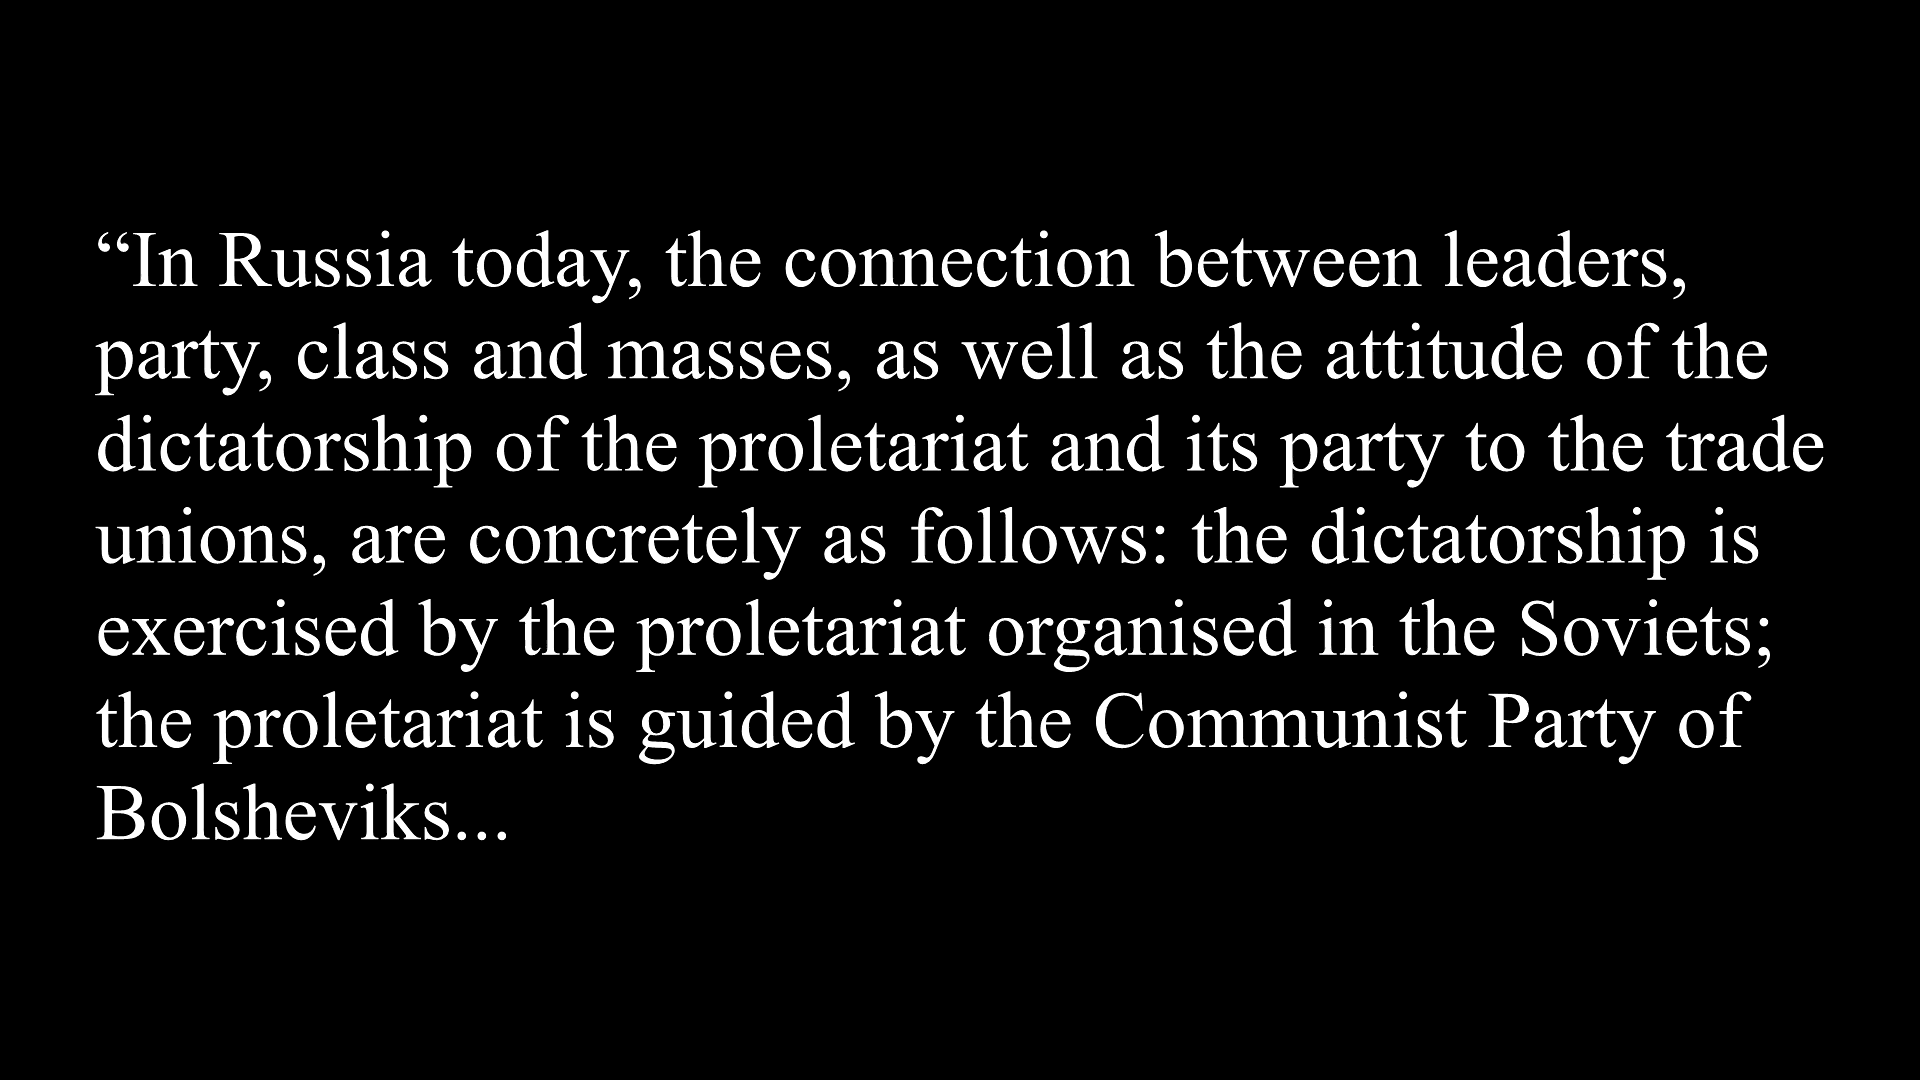 “In Russia today, the connection between leaders,
party, class and masses, as well as the attitude of the
dictatorship of the proletariat and its party to the trade
unions, are concretely as follows: the dictatorship is
exercised by the proletariat organised in the Soviets;
the proletariat is guided by the Communist Party of
Bolsheviks...